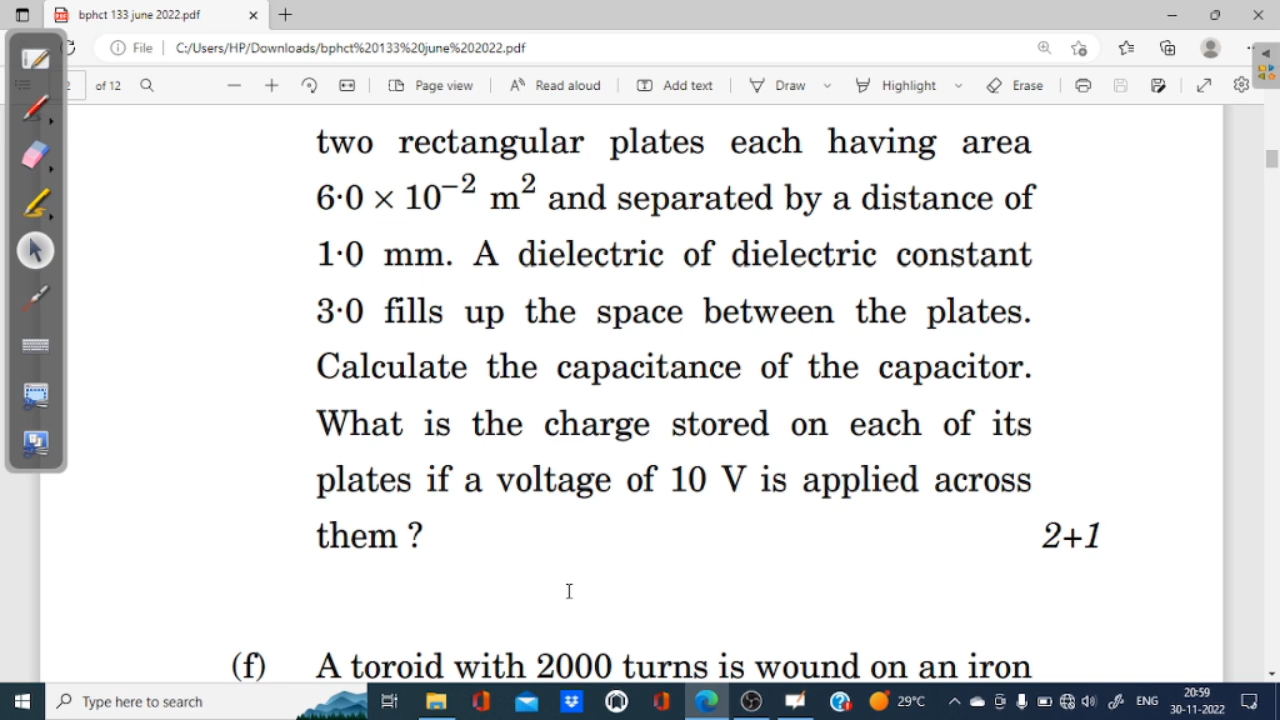 bphct 133 june 2022.pdf
File C:/Users/HP/Downloads/bphct%20133%20june%202022.pdf
2 of 12 Page view Read aloud Add text Draw Highlight Erase
two rectangular plates each having area
6·0 × 10⁻² m² and separated by a distance of
1·0 mm. A dielectric of dielectric constant
3·0 fills up the space between the plates.
Calculate the capacitance of the capacitor.
What is the charge stored on each of its
plates if a voltage of 10 V is applied across
them ? 2+1
(f) A toroid with 2000 turns is wound on an iron
Type here to search 29°C ENG 20:59
30-11-2022